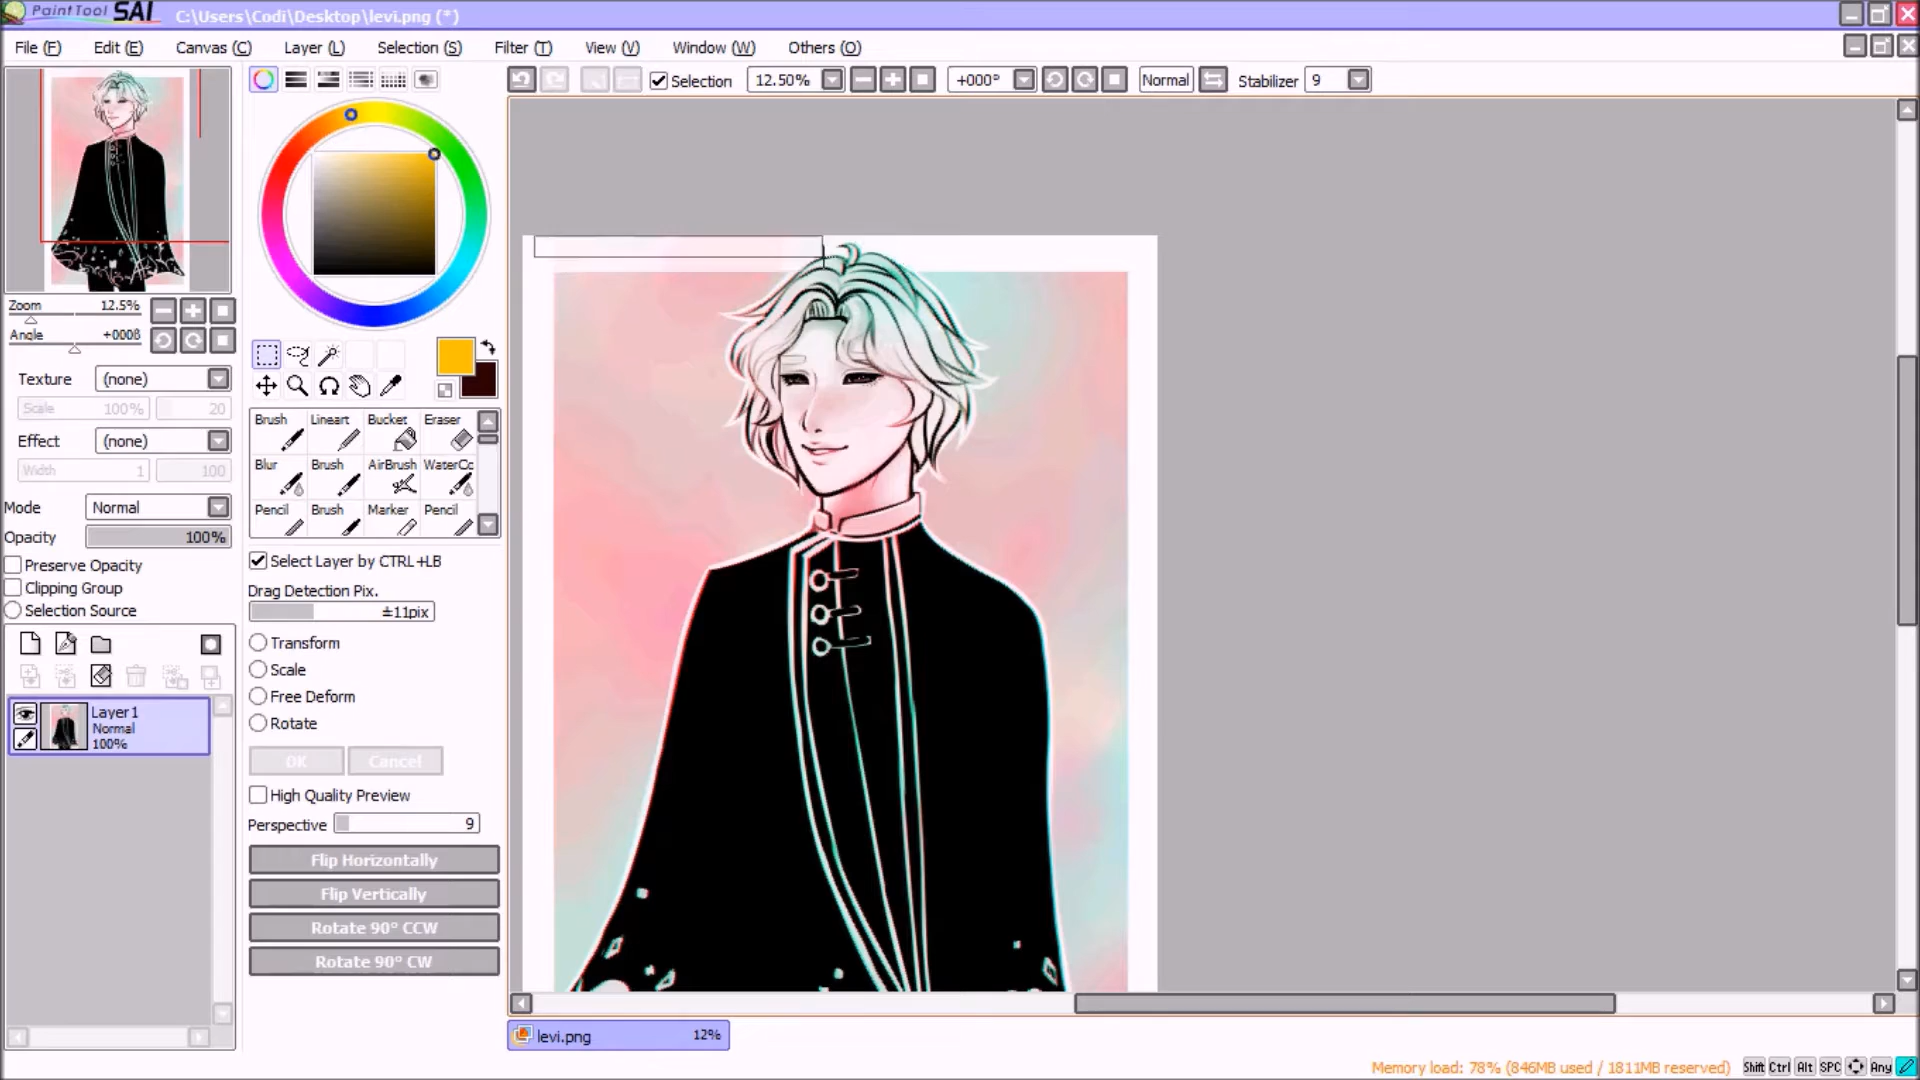 PaintTool SAI C:\Users\Codi\Desktop\levi.png (*)
File (F) Edit (E) Canvas (C) Layer (L) Selection (S) Filter (T) View (V) Window (W) Others (O)
Selection 12.50% +000° Normal Stabilizer 9
Zoom 12.5%
Angle +000ß
Texture (none)
Scale 100% 20
Effect (none)
Width 1 100
Mode Normal
Opacity 100%
Preserve Opacity
Clipping Group
Selection Source
Layer1
Normal
100%
Brush Lineart Bucket Eraser
Blur Brush AirBrush WaterCc
Pencil Brush Marker Pencil
Select Layer by CTRL+LB
Drag Detection Pix.
±11pix
Transform
Scale
Free Deform
Rotate
OK Cancel
High Quality Preview
Perspective 9
Flip Horizontally
Flip Vertically
Rotate 90° CCW
Rotate 90° CW
levi.png 12%
Memory load: 78% (846MB used / 1811MB reserved) Shift Ctrl Alt SPC Any